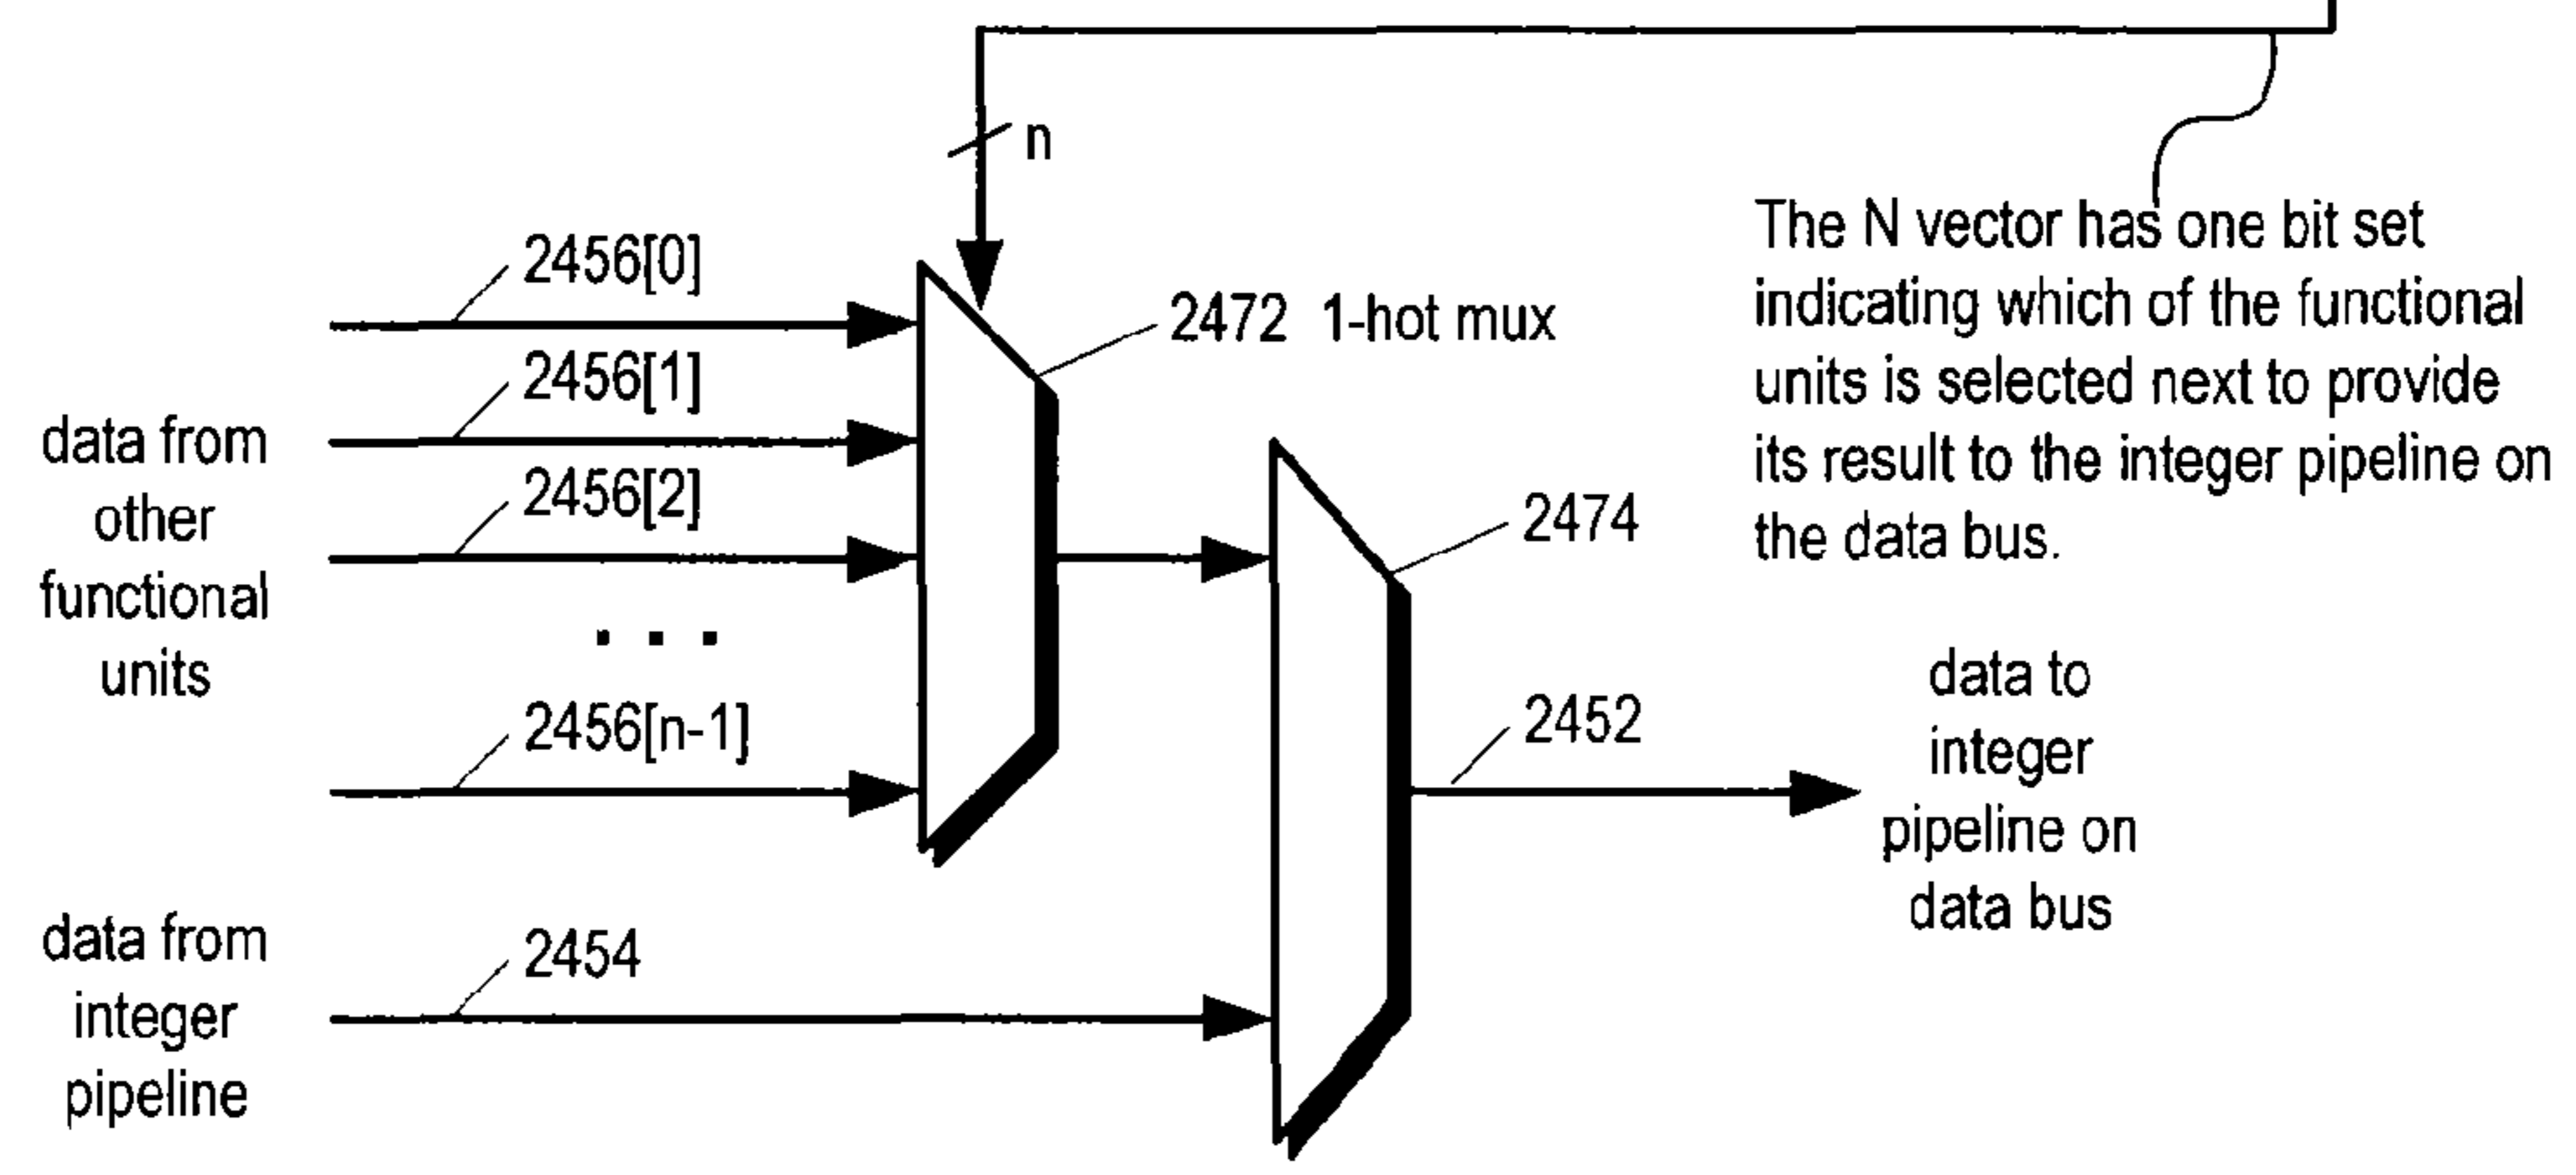 n
2456[0]
2472 1-hot mux
The N vector has one bit set
indicating which of the functional
units is selected next to provide
its result to the integer pipeline on
the data bus.
2456[1]
2456[2]
data from
other
functional
units
. . .
2474
2456[n-1]
2452
data to
integer
pipeline on
data bus
data from
integer
pipeline
2454